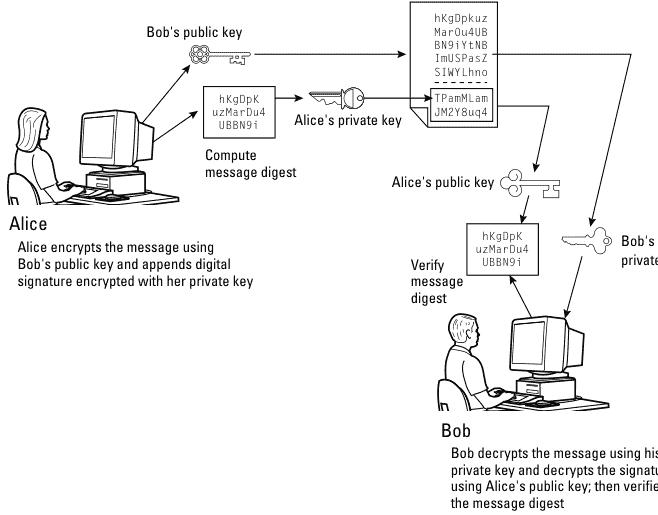 Bob's public key
hKgDpkuz
MarOu4UB
BN9iYtNB
ImUSPasZ
SIWYLhno
TPamMLam
JM2Y8uq4
hKgDpK
uzMarDu4
UBBN9i
Alice's private key
Compute
message digest
Alice's public key
hKgDpK
uzMarDu4
UBBN9i
Bob's
private
Verify
message
digest
Alice
Alice encrypts the message using
Bob's public key and appends digital
signature encrypted with her private key
Bob
Bob decrypts the message using his
private key and decrypts the signatu
using Alice's public key; then verifie
the message digest